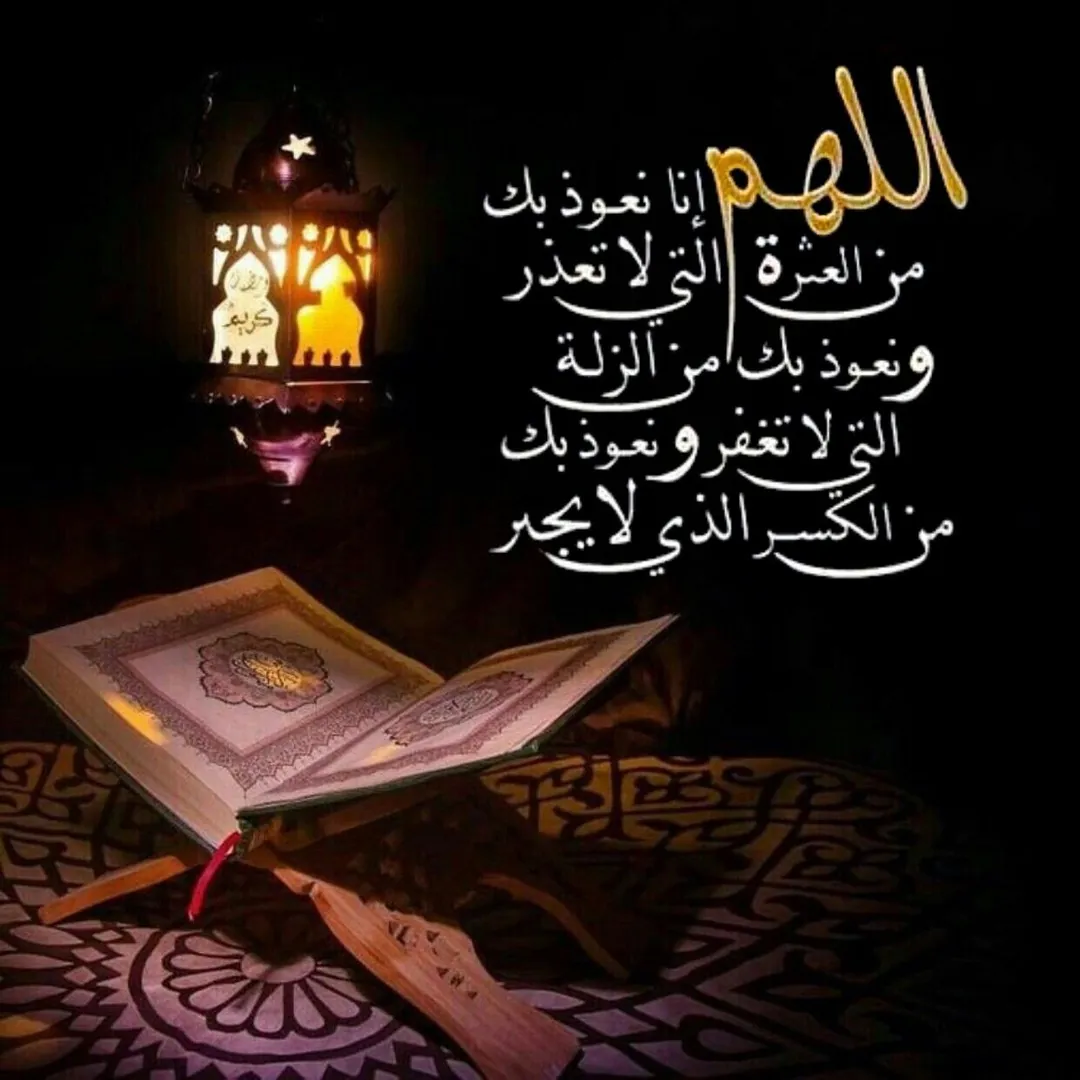 اللهم إنا نعوذ بك
من العثرة التي لا تعذر
ونعوذ بك من الزلة
التي لا تغفر ونعوذ بك
من الكسر الذي لا يجبر
كريم